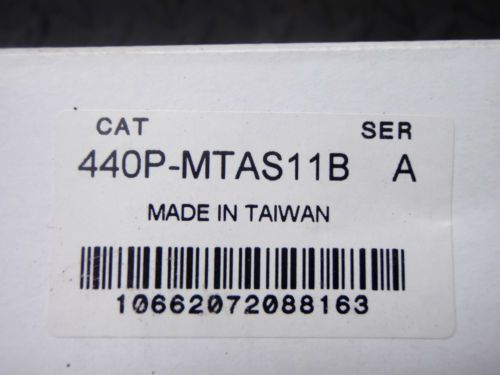 CAT SER
440P-MTAS11B A
MADE IN TAIWAN
10662072088163